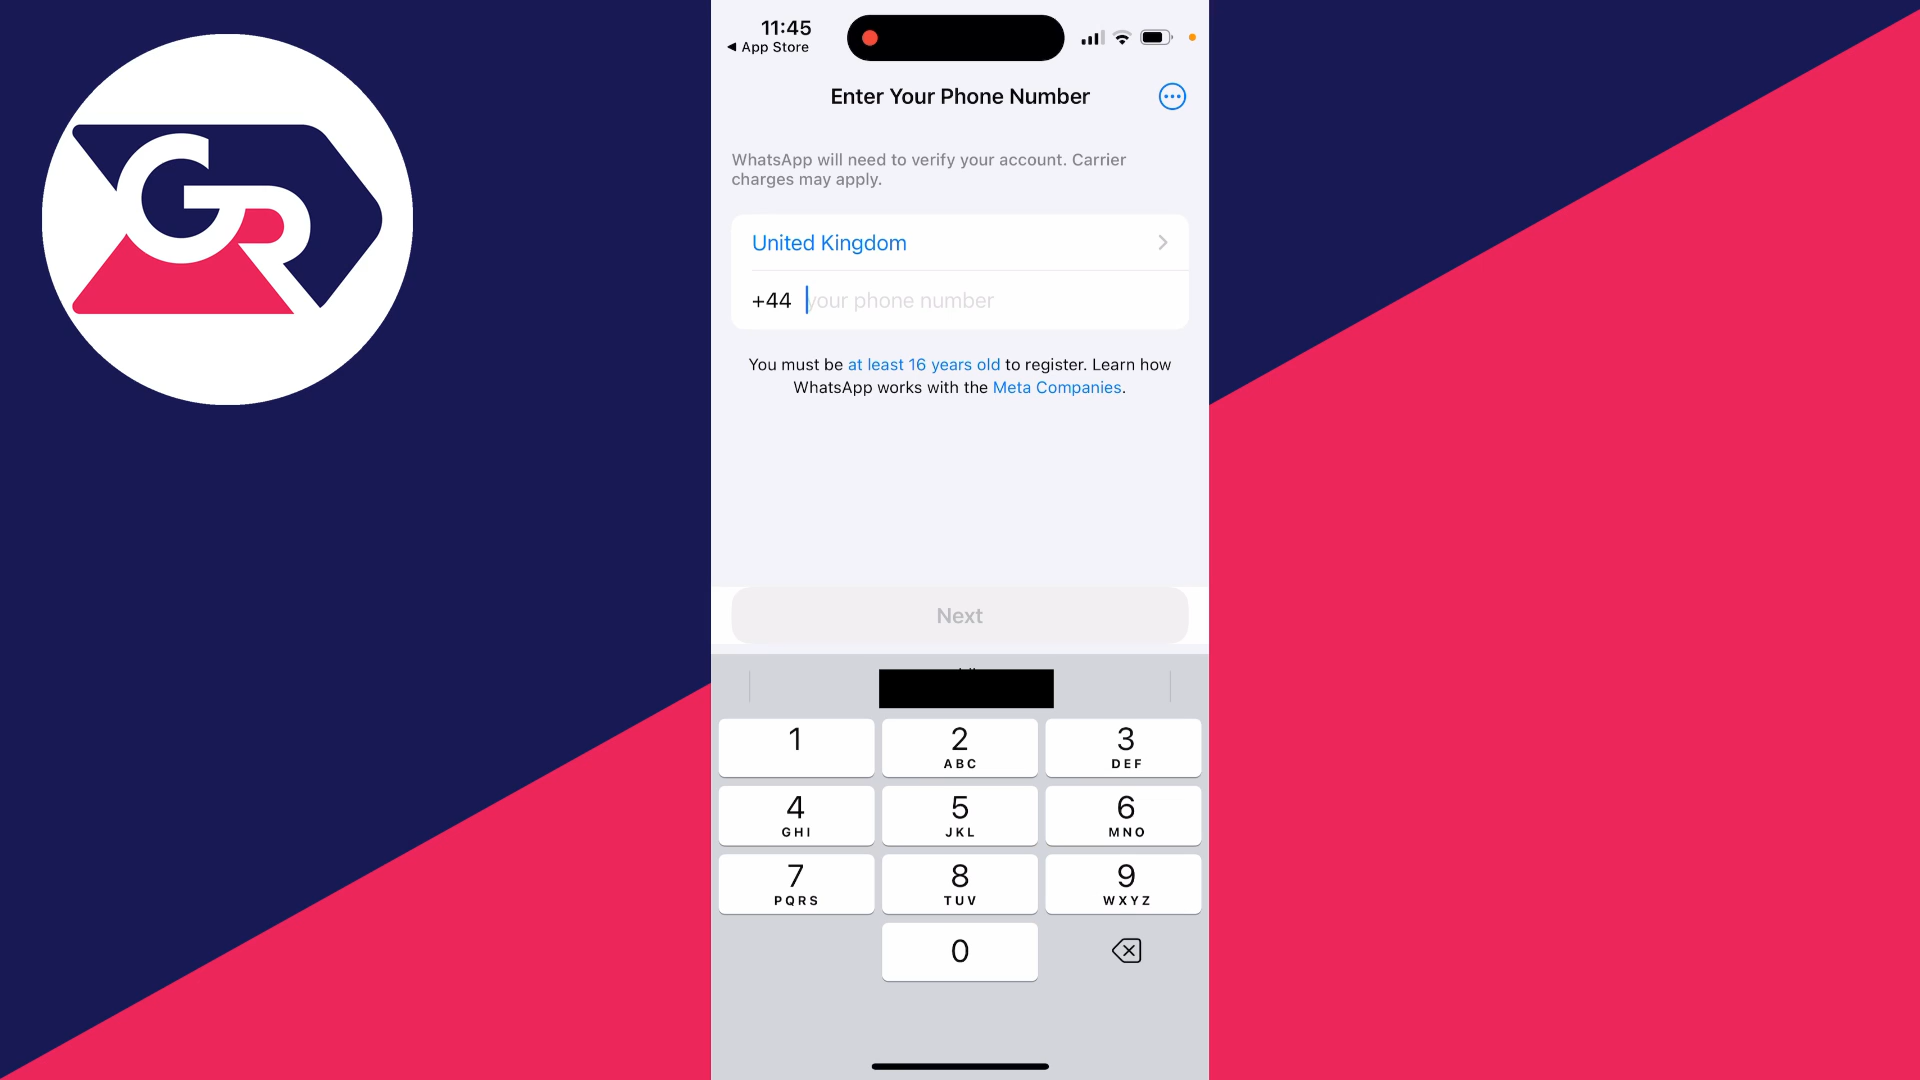 GR
11:45
App Store
Enter Your Phone Number
WhatsApp will need to verify your account. Carrier
charges may apply.
United Kingdom
+44 your phone number
You must be at least 16 years old to register. Learn how
WhatsApp works with the Meta Companies.
Next
1 2 3
ABC DEF
4 5 6
GHI JKL MNO
7 8 9
PQRS TUV WXYZ
0